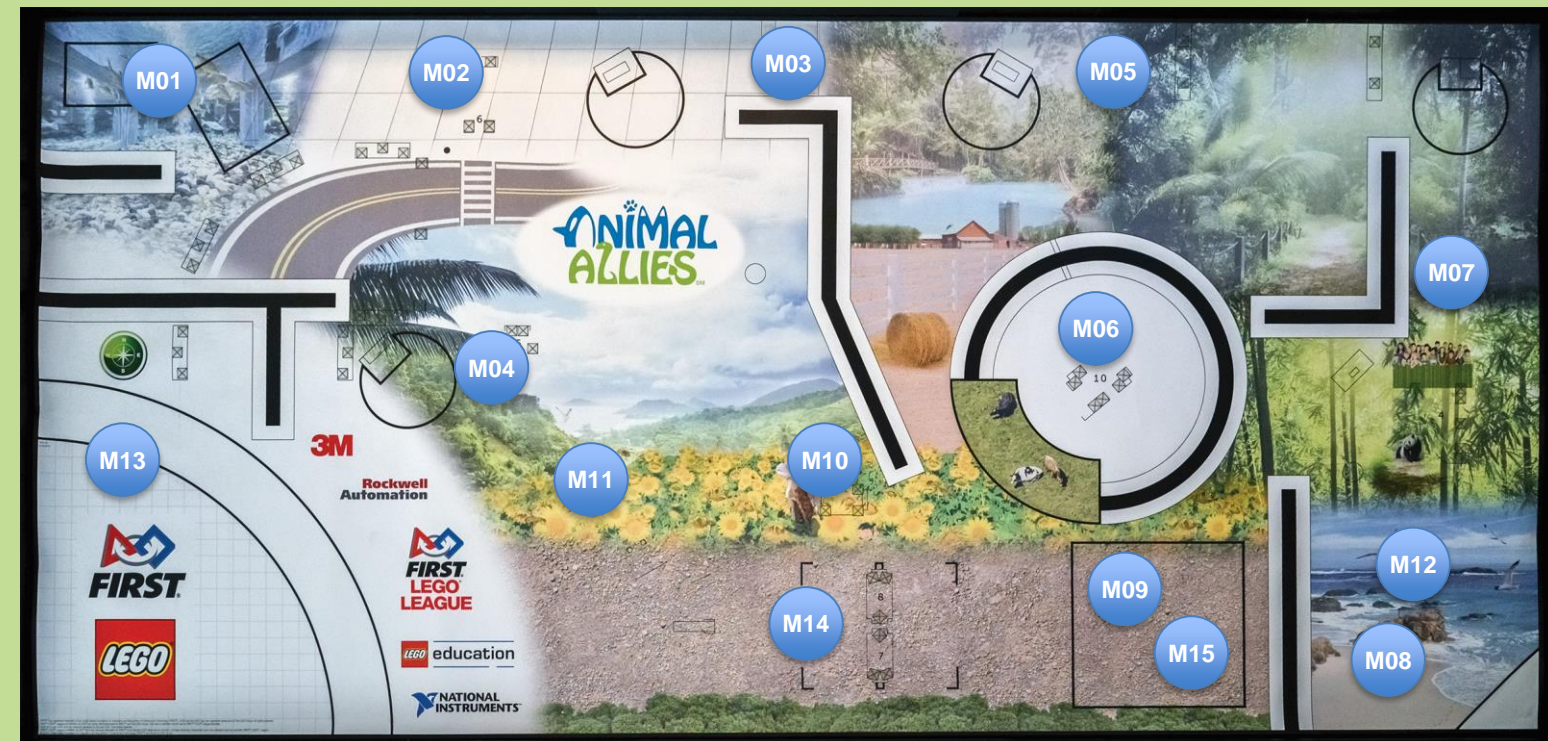 M01
M02
M03
M05
6
ANIMAL
ALLIES
SM
M07
M06
10
M04
M13
3M
Rockwell
Automation
M11
M10
FIRST
FIRST
LEGO
LEAGUE
M12
M09
8
M14
7
M15
M08
LEGO
LEGO education
NATIONAL
INSTRUMENTS